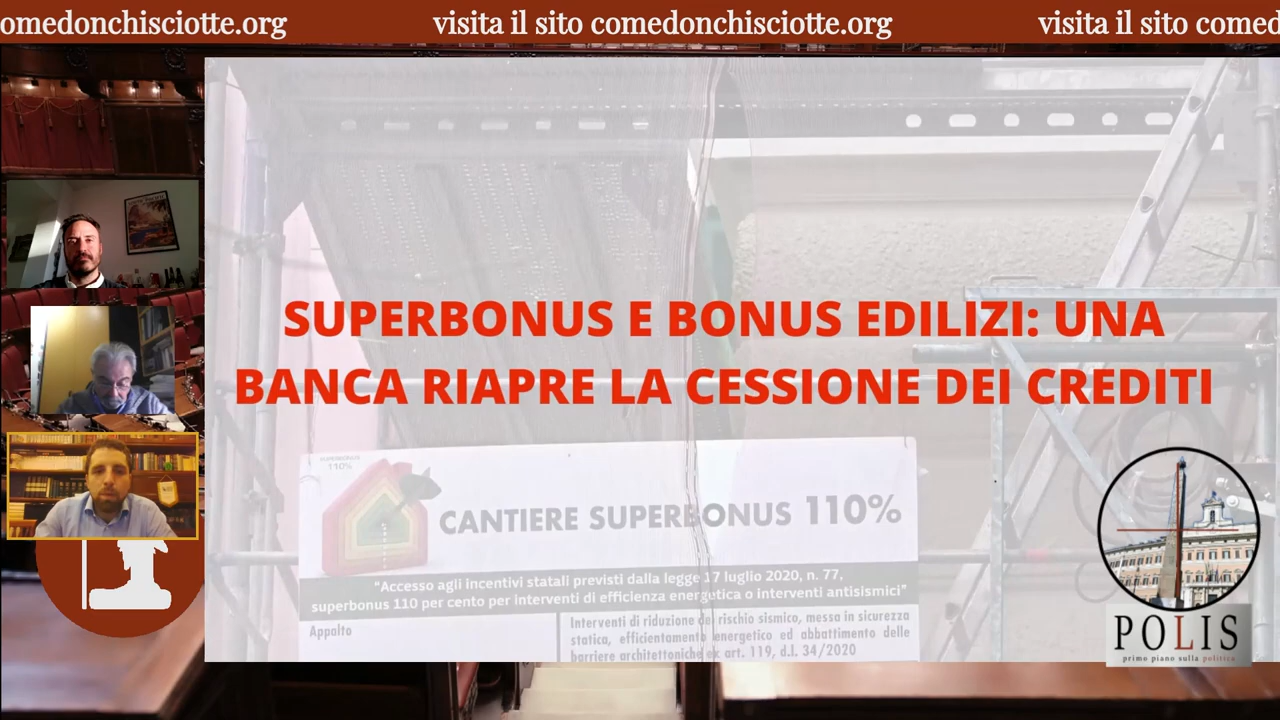 omedonchisciotte.org visita il sito comedonchisciotte.org visita il sito comed
SUPERBONUS E BONUS EDILIZI: UNA
BANCA RIAPRE LA CESSIONE DEI CREDITI
SUPERBONUS
110%
CANTIERE SUPERBONUS 110%
“Accesso agli incentivi statali previsti dalla legge 17 luglio 2020, n. 77,
superbonus 110 per cento per interventi di efficienza energetica o interventi antisismici”
Appalto
Interventi di riduzione del rischio sismico, messa in sicurezza
statica, efficientamento energetico ed abbattimento delle
barriere architettoniche ex art. 119, d.l. 34/2020
POLIS
primo piano sulla politica